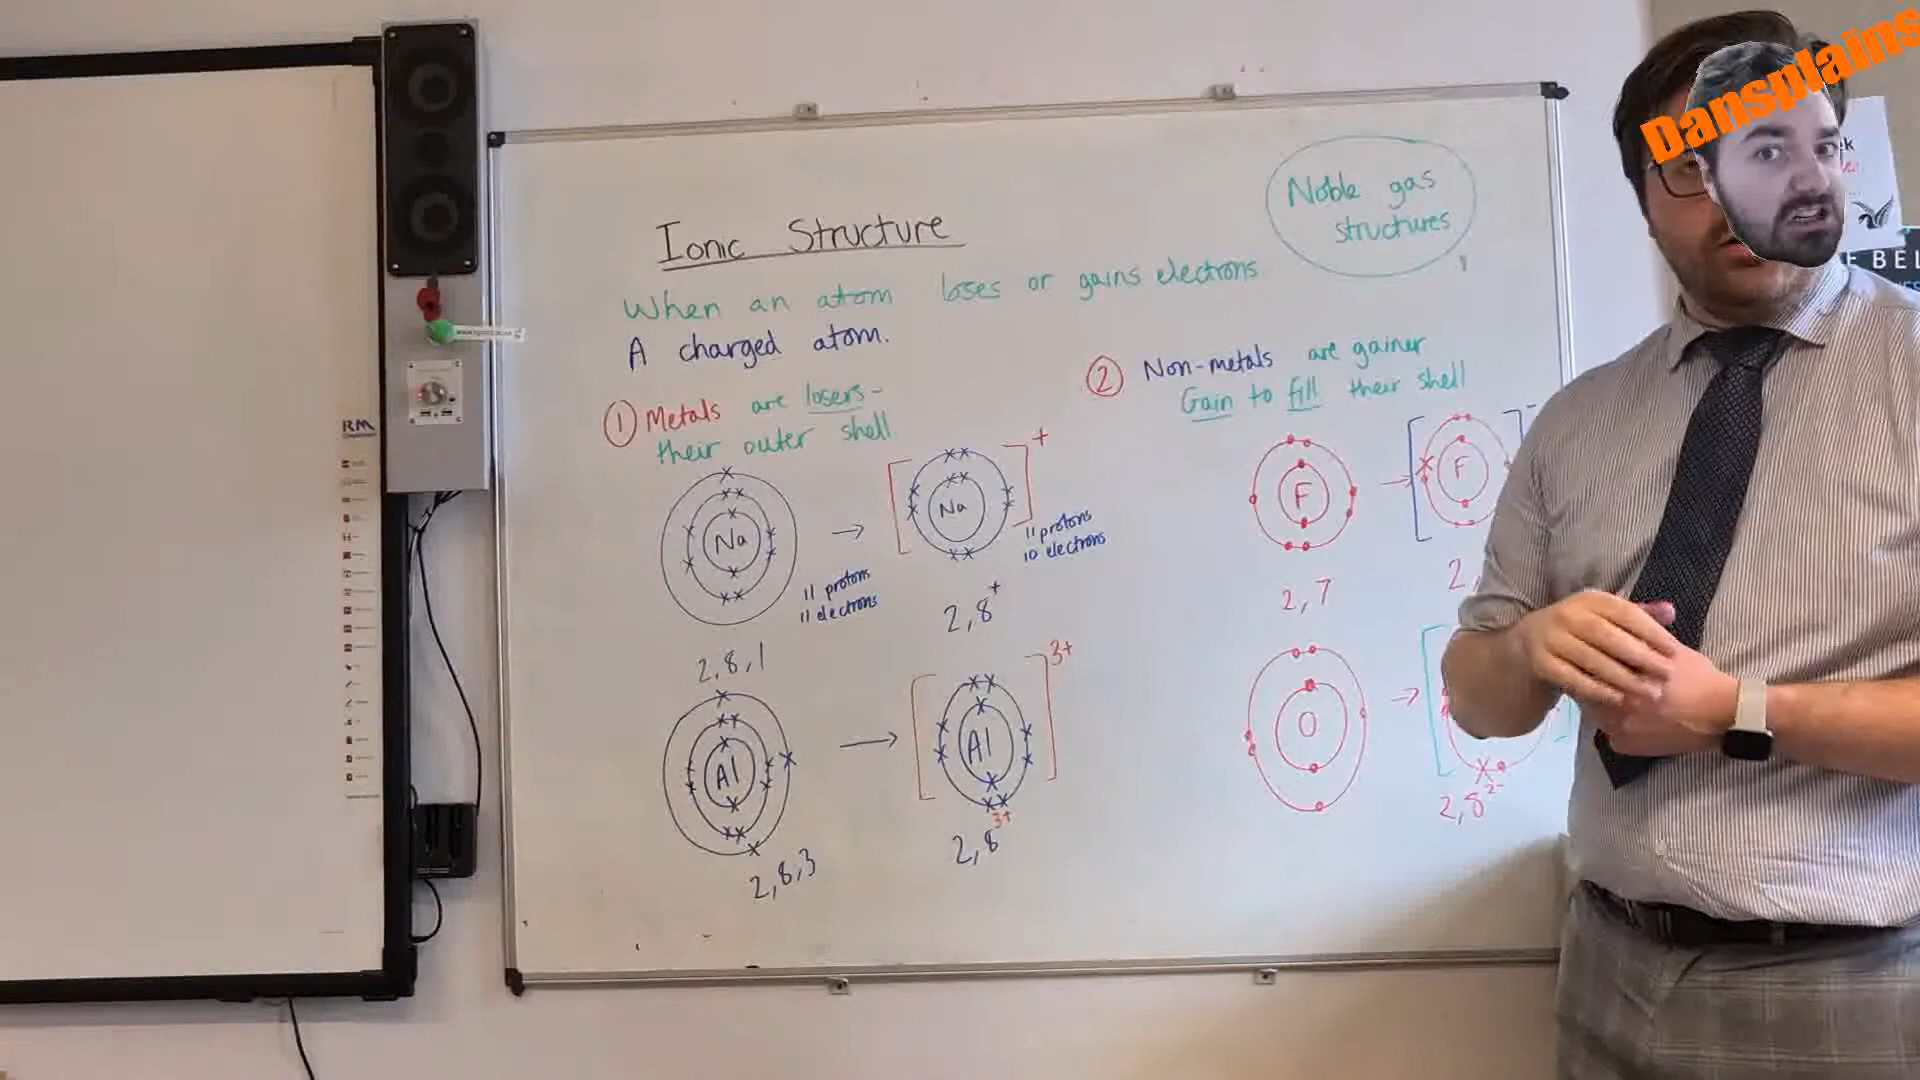 Dansplains
Noble gas
structures
Ionic Structure
When an atom loses or gains electrons
A charged atom.
① Metals are losers-
their outer shell
Na
11 protons
11 electrons
2,8,1
→
Na
+
11 protons
10 electrons
2,8⁺
Al
2,8,3
→
Al
3+
2,8³⁺
② Non-metals are gainer
Gain to fill their shell
F
2,7
→
F
-
2,
O
→
2,8²⁻
RM
E BEL